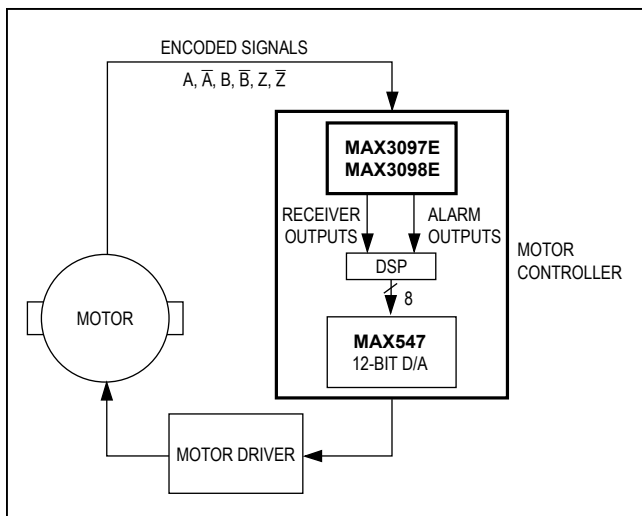 ENCODED SIGNALS
A, A̅, B, B̅, Z, Z̅
MAX3097E
MAX3098E
RECEIVER
OUTPUTS
ALARM
OUTPUTS
MOTOR
CONTROLLER
DSP
8
MOTOR
MAX547
12-BIT D/A
MOTOR DRIVER